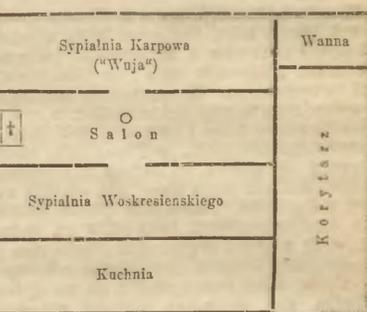 Sypialnia Karpowa
("Wuja“)
Wanna
†
Salon
Korytarz
Sypialnia Woskresienskiego
Kuchnia